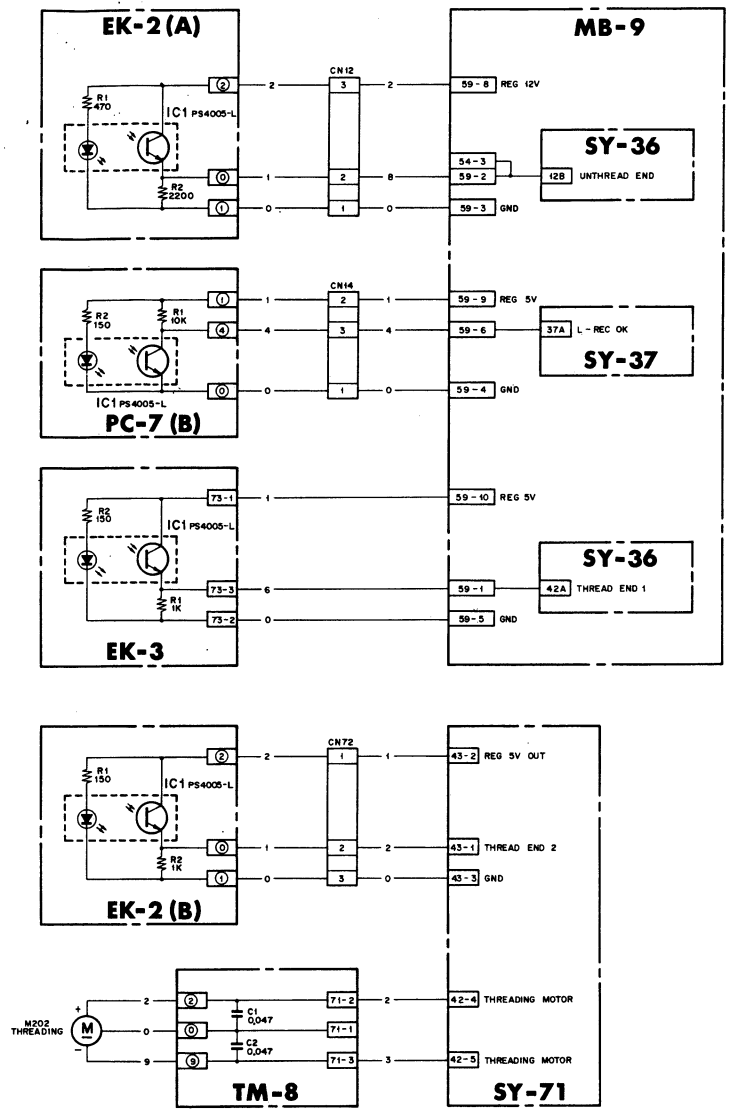 EK-2 (A)
MB-9
CN12
② 2 3 2 59-8 REG 12V
R1
470
IC1 PS4005-L
SY-36
54-3
⓪ 1 2 8 59-2 12B UNTHREAD END
R2
2200
① 0 1 0 59-3 GND
CN14
① 1 2 1 59-9 REG 5V
R2
150
R1
10K
④ 4 3 4 59-6 37A L-REC OK
SY-37
⓪ 0 1 0 59-4 GND
IC1 PS4005-L
PC-7 (B)
73-1 1 59-10 REG 5V
R2
150
IC1 PS4005-L
SY-36
73-3 6 59-1 42A THREAD END 1
R1
1K
73-2 0 59-5 GND
EK-3
CN72
② 2 1 1 43-2 REG 5V OUT
R1
150
IC1 PS4005-L
⓪ 1 2 2 43-1 THREAD END 2
R2
1K
① 0 3 0 43-3 GND
EK-2 (B)
+ 2 ② 71-2 2 42-4 THREADING MOTOR
C1
0,047
M202
THREADING
M 0 ⓪ 71-1
C2
0,047
− 9 ⑨ 71-3 3 42-5 THREADING MOTOR
TM-8
SY-71